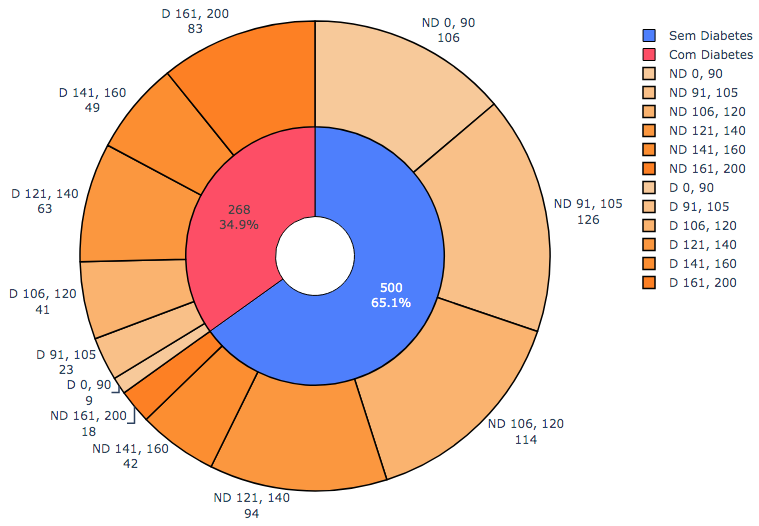 D 161, 200
83
ND 0, 90
106
D 141, 160
49
ND 91, 105
126
D 121, 140
63
268
34.9%
500
65.1%
D 106, 120
41
D 91, 105
23
D 0, 90
9
ND 161, 200
18
ND 141, 160
42
ND 121, 140
94
ND 106, 120
114
Sem Diabetes
Com Diabetes
ND 0, 90
ND 91, 105
ND 106, 120
ND 121, 140
ND 141, 160
ND 161, 200
D 0, 90
D 91, 105
D 106, 120
D 121, 140
D 141, 160
D 161, 200